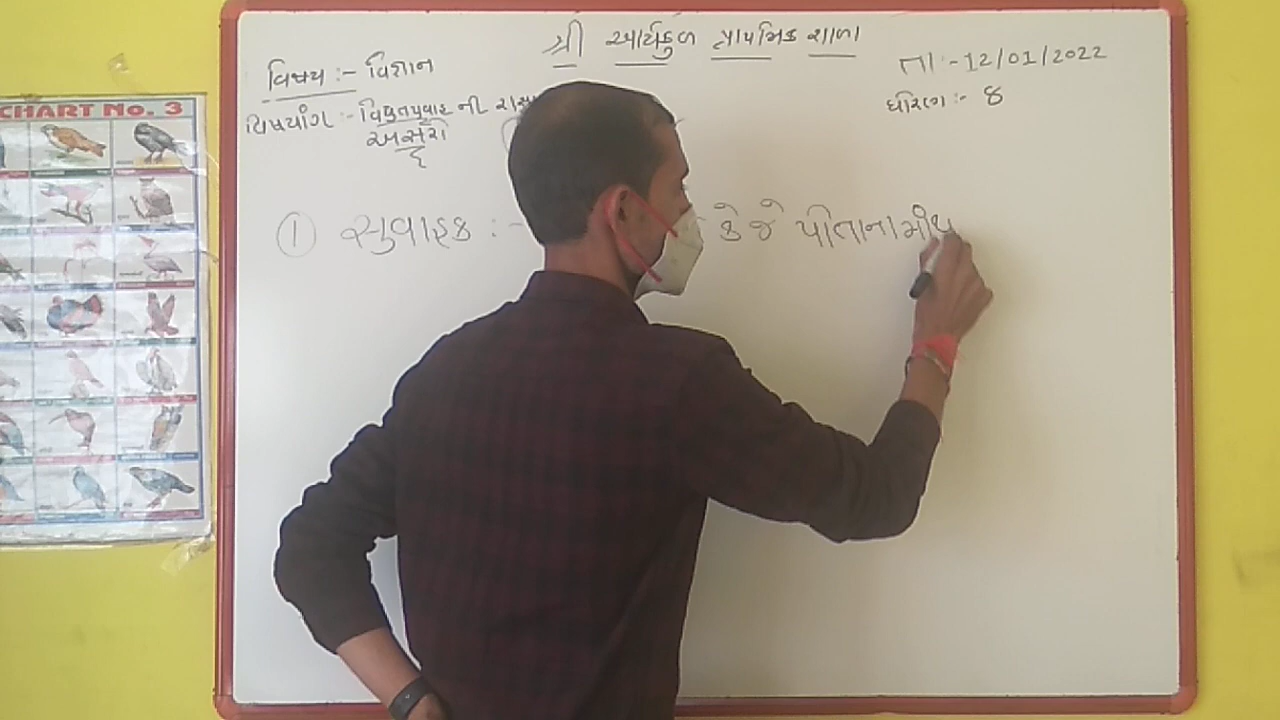 CHART No. 3
શ્રી આર્યકુળ પ્રાથમિક શાળા
વિષય :- વિજ્ઞાન
તા :- 12/01/2022
ધોરણ :- 8
વિષયાંગ :- વિદ્યુતપ્રવાહ ની
અસરો
① સુવાહક :- કે જે પોતાનામાંથ